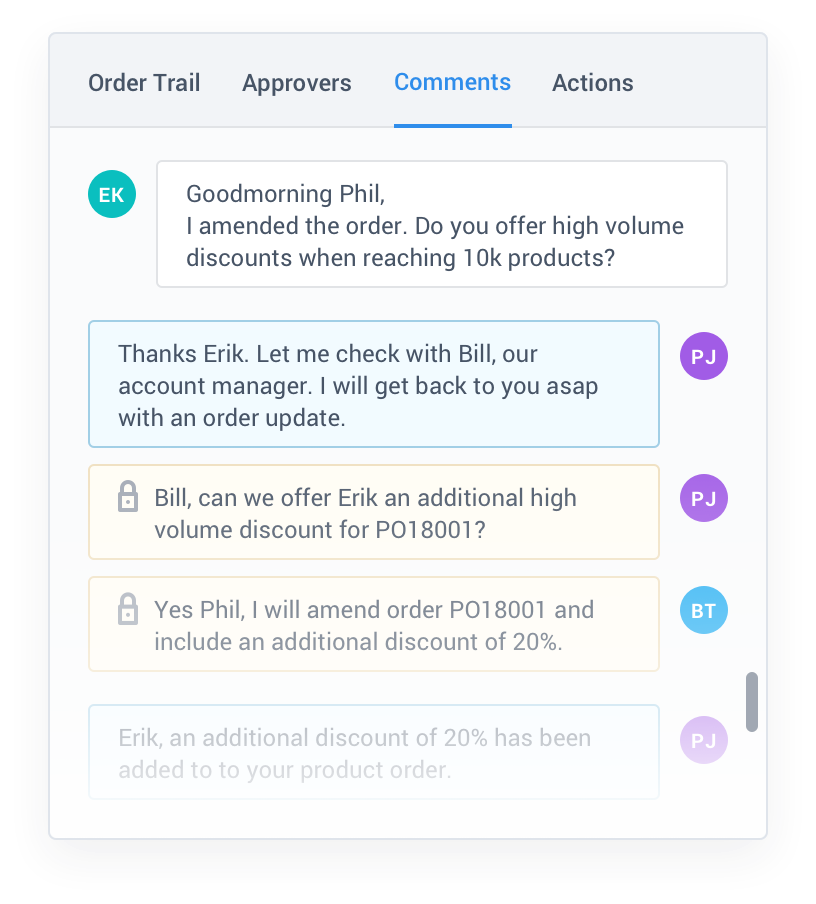 Order Trail Approvers Comments Actions
EK
Goodmorning Phil,
I amended the order. Do you offer high volume
discounts when reaching 10k products?
Thanks Erik. Let me check with Bill, our
account manager. I will get back to you asap
with an order update.
PJ
Bill, can we offer Erik an additional high
volume discount for PO18001?
PJ
Yes Phil, I will amend order PO18001 and
include an additional discount of 20%.
BT
Erik, an additional discount of 20% has been
added to to your product order.
PJ